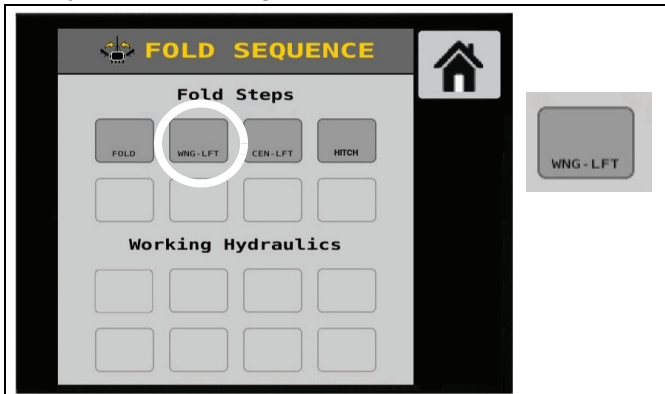 FOLD SEQUENCE
Fold Steps
FOLD WNG-LFT CEN-LFT HITCH
WNG-LFT
Working Hydraulics